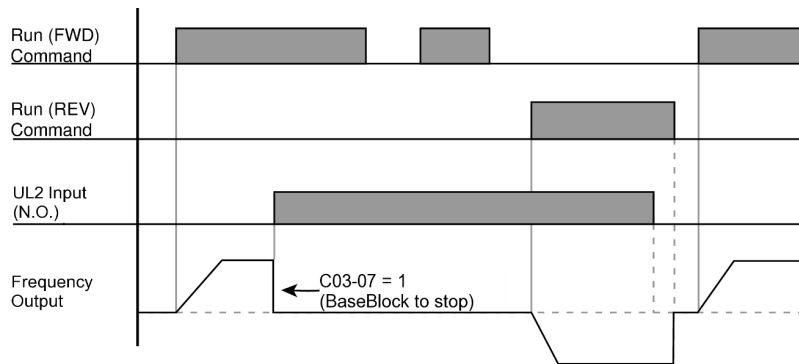 Run (FWD)
Command
Run (REV)
Command
UL2 Input
(N.O.)
Frequency
Output
C03-07 = 1
(BaseBlock to stop)